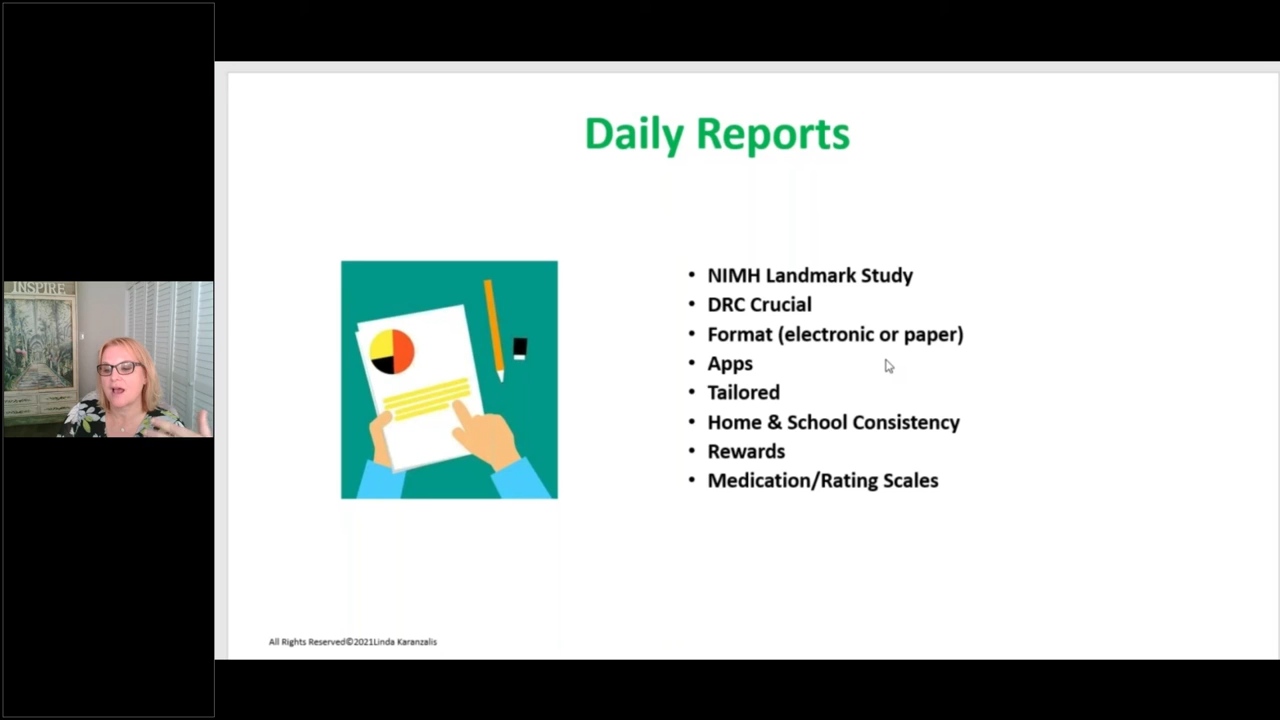 INSPIRE
Daily Reports
• NIMH Landmark Study
• DRC Crucial
• Format (electronic or paper)
• Apps
• Tailored
• Home & School Consistency
• Rewards
• Medication/Rating Scales
All Rights Reserved©2021Linda Karanzalis